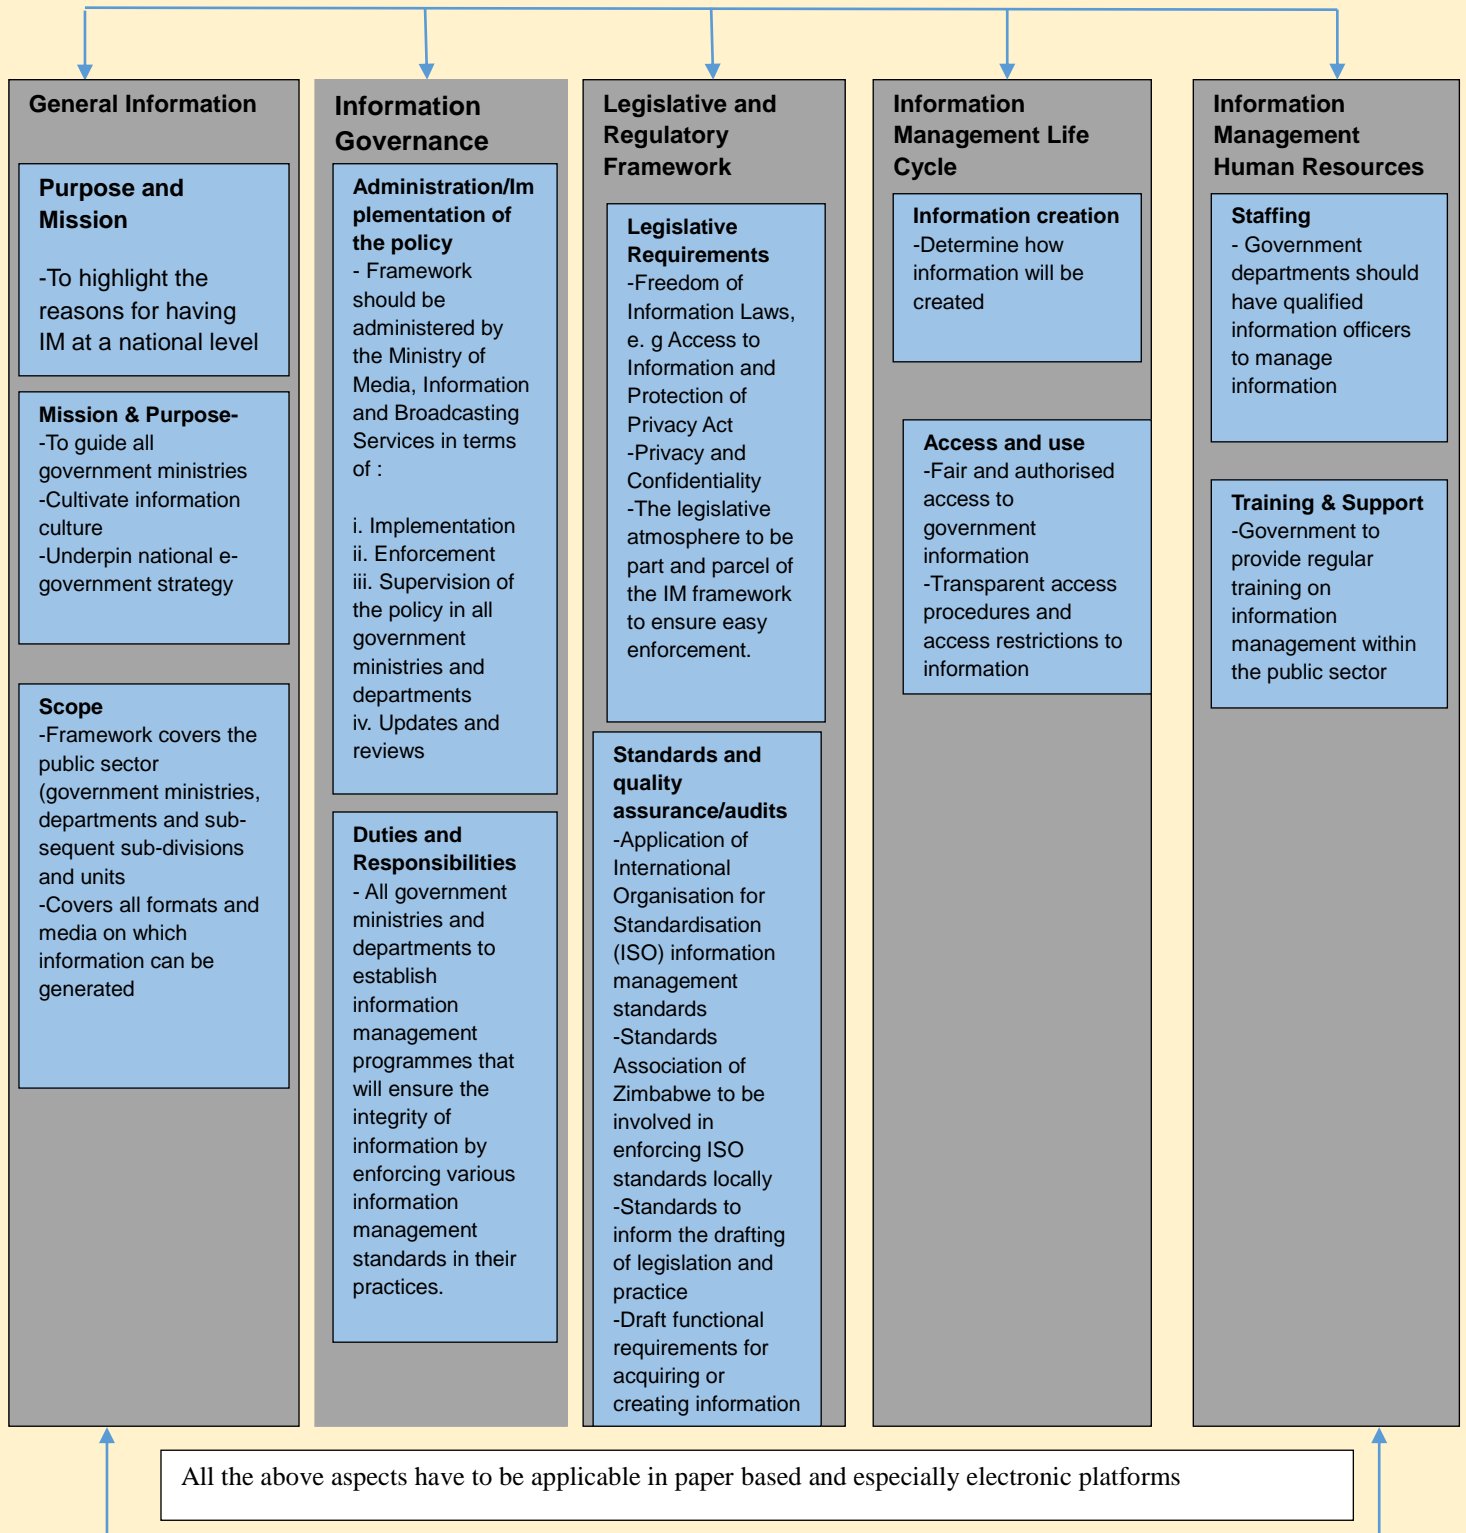 General Information
Purpose and
Mission
-To highlight the
reasons for having
IM at a national level
Mission & Purpose-
-To guide all
government ministries
-Cultivate information
culture
-Underpin national e-
government strategy
Scope
-Framework covers the
public sector
(government ministries,
departments and sub-
sequent sub-divisions
and units
-Covers all formats and
media on which
information can be
generated
Information
Governance
Administration/Im
plementation of
the policy
- Framework
should be
administered by
the Ministry of
Media, Information
and Broadcasting
Services in terms
of :
i. Implementation
ii. Enforcement
iii. Supervision of
the policy in all
government
ministries and
departments
iv. Updates and
reviews
Duties and
Responsibilities
- All government
ministries and
departments to
establish
information
management
programmes that
will ensure the
integrity of
information by
enforcing various
information
management
standards in their
practices.
Legislative and
Regulatory
Framework
Legislative
Requirements
-Freedom of
Information Laws,
e. g Access to
Information and
Protection of
Privacy Act
-Privacy and
Confidentiality
-The legislative
atmosphere to be
part and parcel of
the IM framework
to ensure easy
enforcement.
Standards and
quality
assurance/audits
-Application of
International
Organisation for
Standardisation
(ISO) information
management
standards
-Standards
Association of
Zimbabwe to be
involved in
enforcing ISO
standards locally
-Standards to
inform the drafting
of legislation and
practice
-Draft functional
requirements for
acquiring or
creating information
Information
Management Life
Cycle
Information creation
-Determine how
information will be
created
Access and use
-Fair and authorised
access to
government
information
-Transparent access
procedures and
access restrictions to
information
Information
Management
Human Resources
Staffing
- Government
departments should
have qualified
information officers
to manage
information
Training & Support
-Government to
provide regular
training on
information
management within
the public sector
All the above aspects have to be applicable in paper based and especially electronic platforms